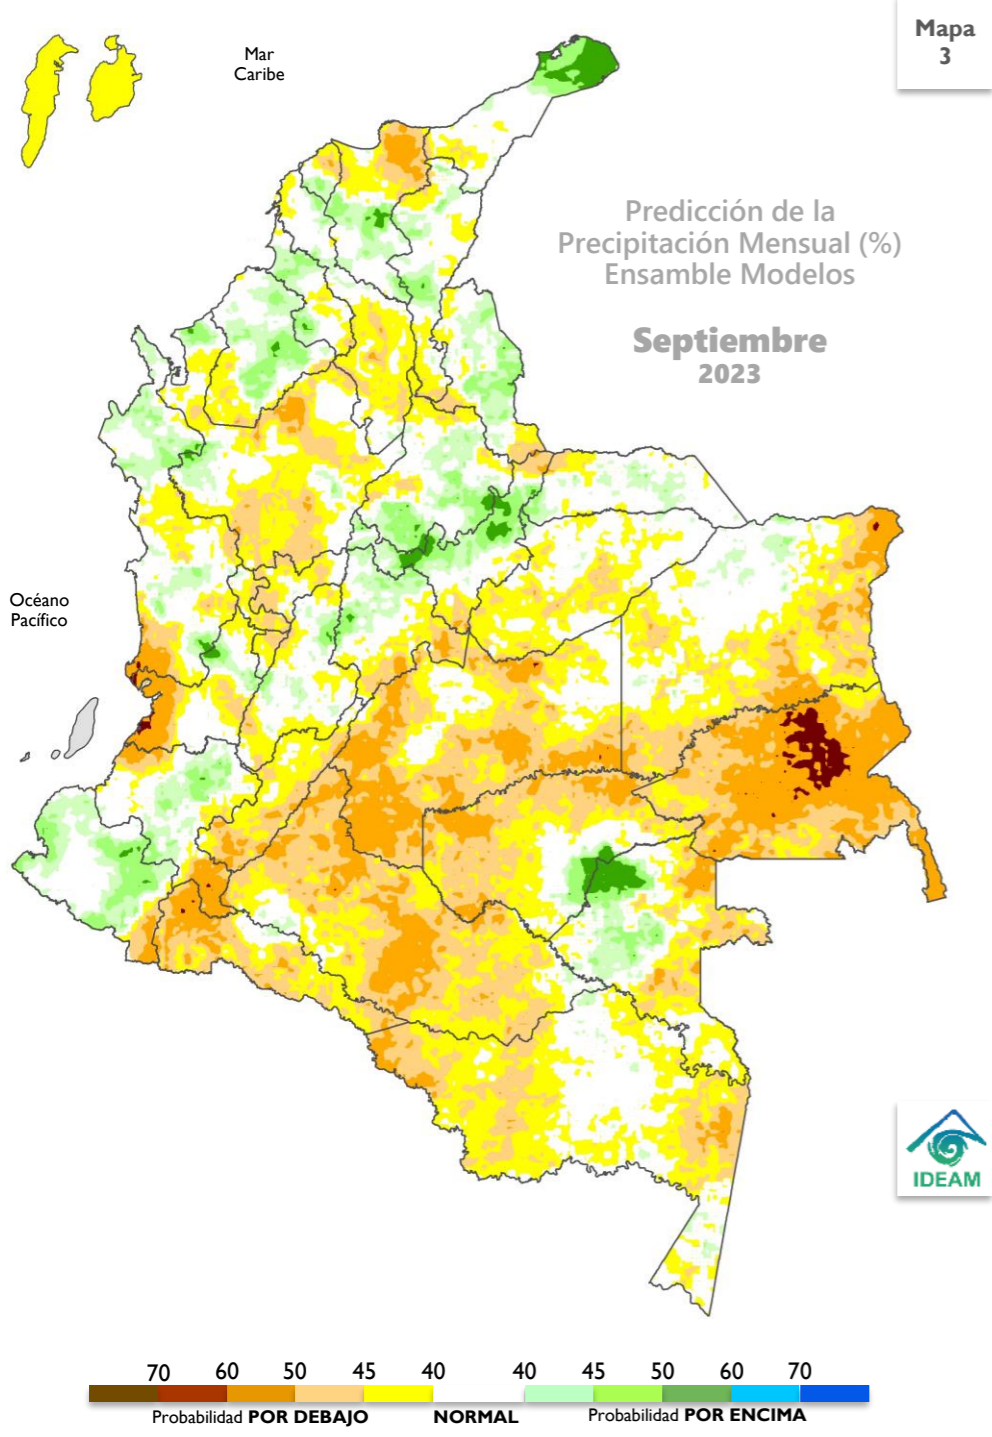 Mapa
3
Mar
Caribe
Predicción de la
Precipitación Mensual (%)
Ensamble Modelos
Septiembre
2023
Océano
Pacífico
IDEAM
70 60 50 45 40 40 45 50 60 70
Probabilidad POR DEBAJO NORMAL Probabilidad POR ENCIMA